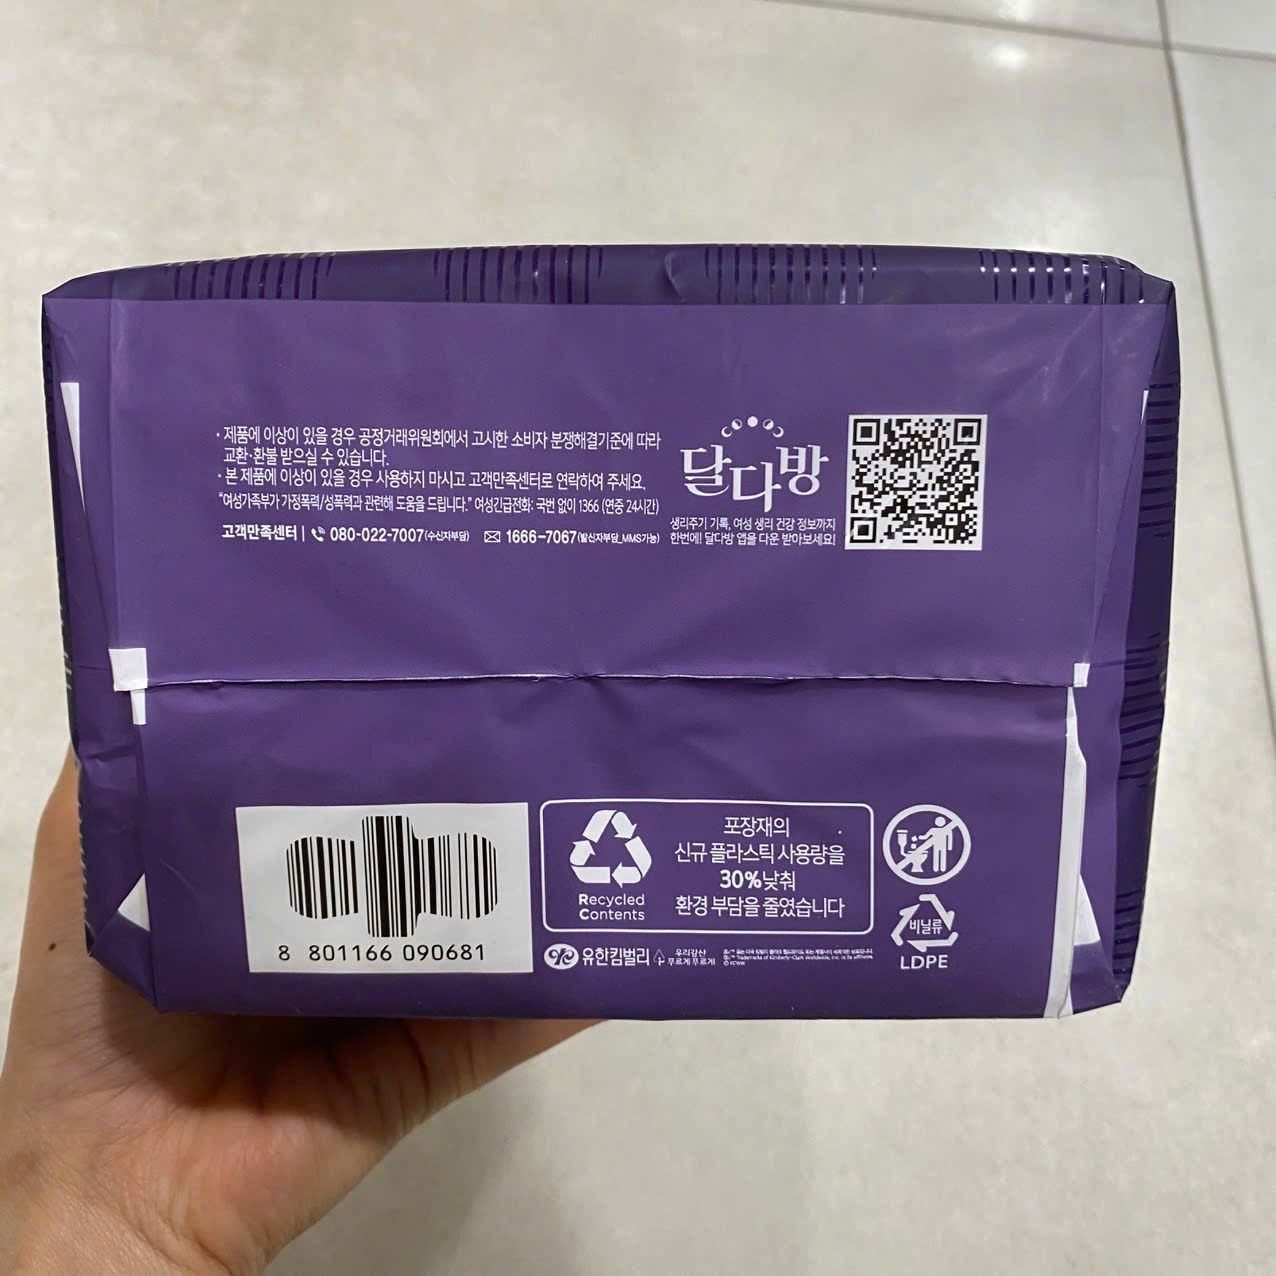 · 제품에 이상이 있을 경우 공정거래위원회에서 고시한 소비자 분쟁해결기준에 따라
교환·환불 받으실 수 있습니다.
· 본 제품에 이상이 있을 경우 사용하지 마시고 고객만족센터로 연락하여 주세요.
"여성가족부가 가정폭력/성폭력과 관련해 도움을 드립니다." 여성긴급전화: 국번 없이 1366 (연중 24시간)
고객만족센터 | 080-022-7007(수신자부담) 1666-7067(발신자부담_MMS가능)
달다방
생리주기 기록, 여성 생리 건강 정보까지
한번에! 달다방 앱을 다운 받아보세요!
8 801166 090681
Recycled
Contents
포장재의
신규 플라스틱 사용량을
30%낮춰
환경 부담을 줄였습니다
유한킴벌리
우리강산
푸르게 푸르게
비닐류
LDPE